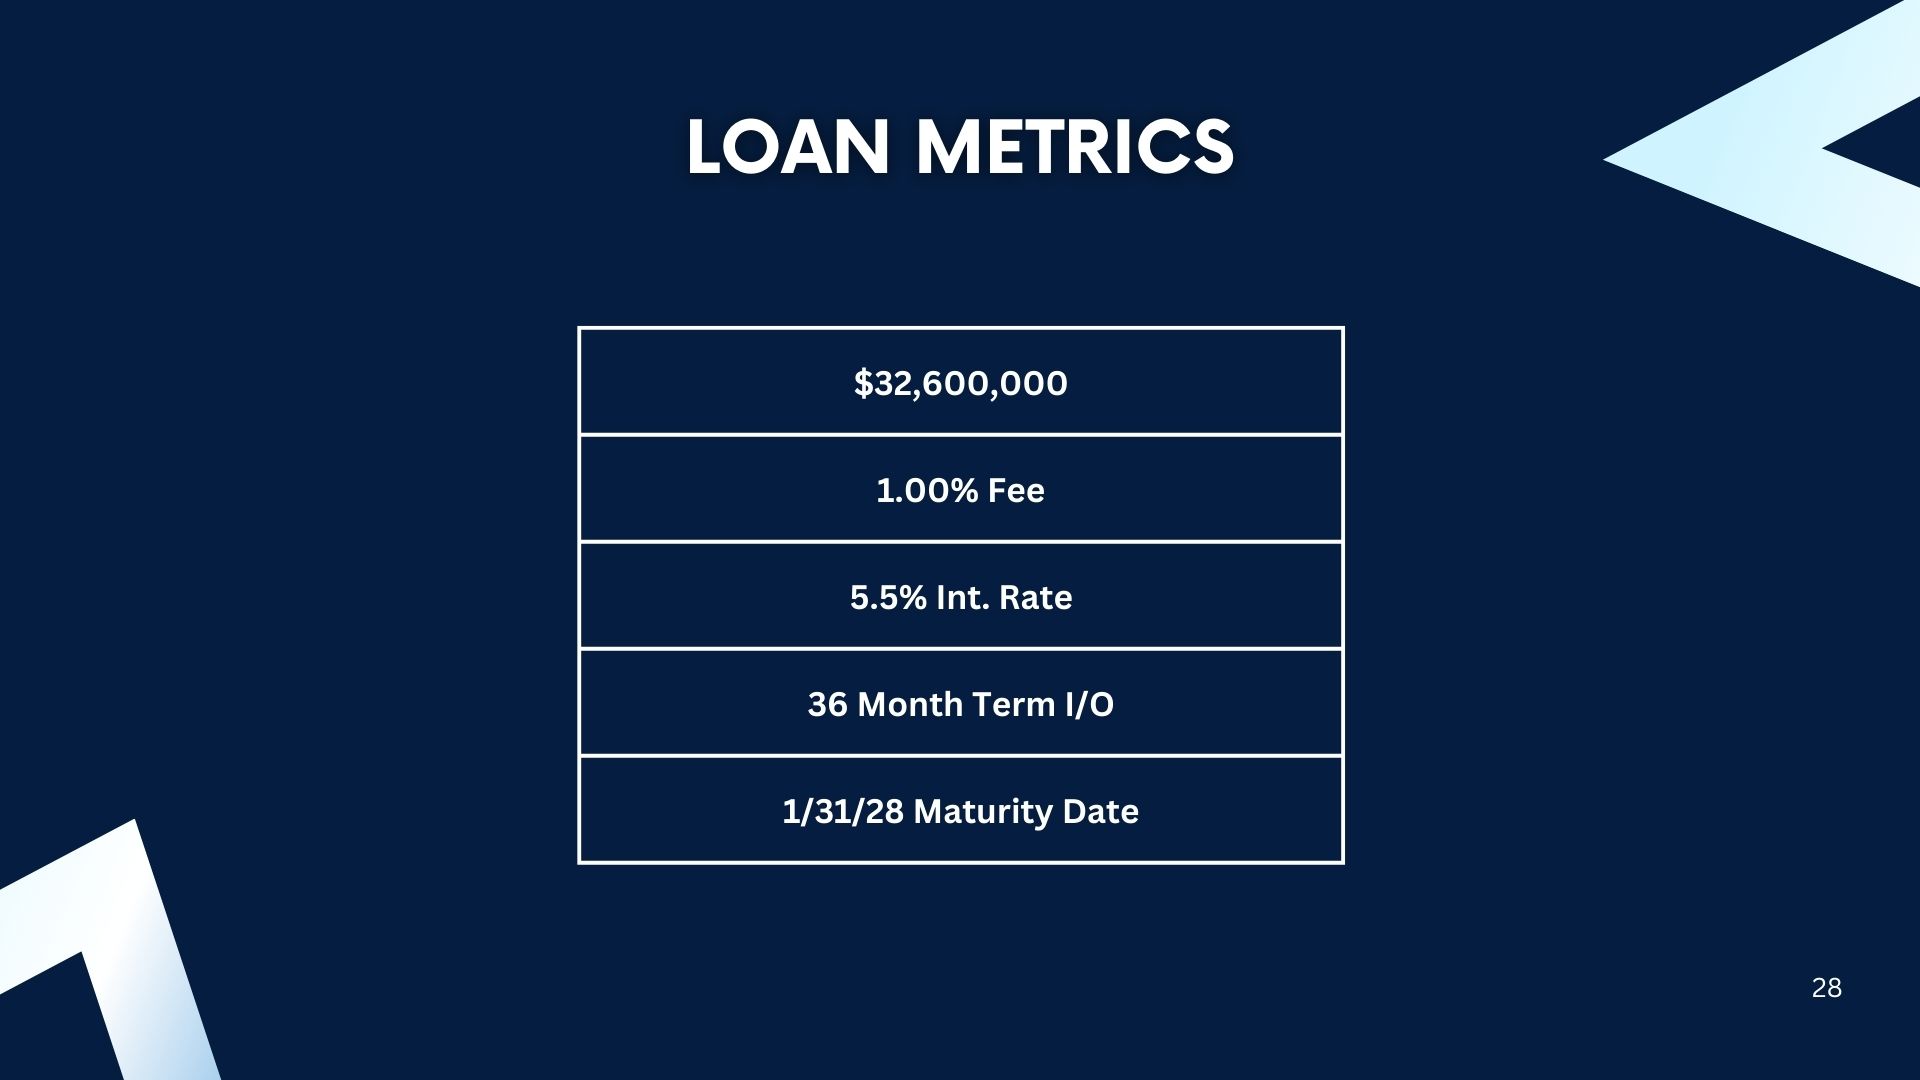 LOAN METRICS
$32,600,000
1.00% Fee
5.5% Int. Rate
36 Month Term I/O
1/31/28 Maturity Date
28